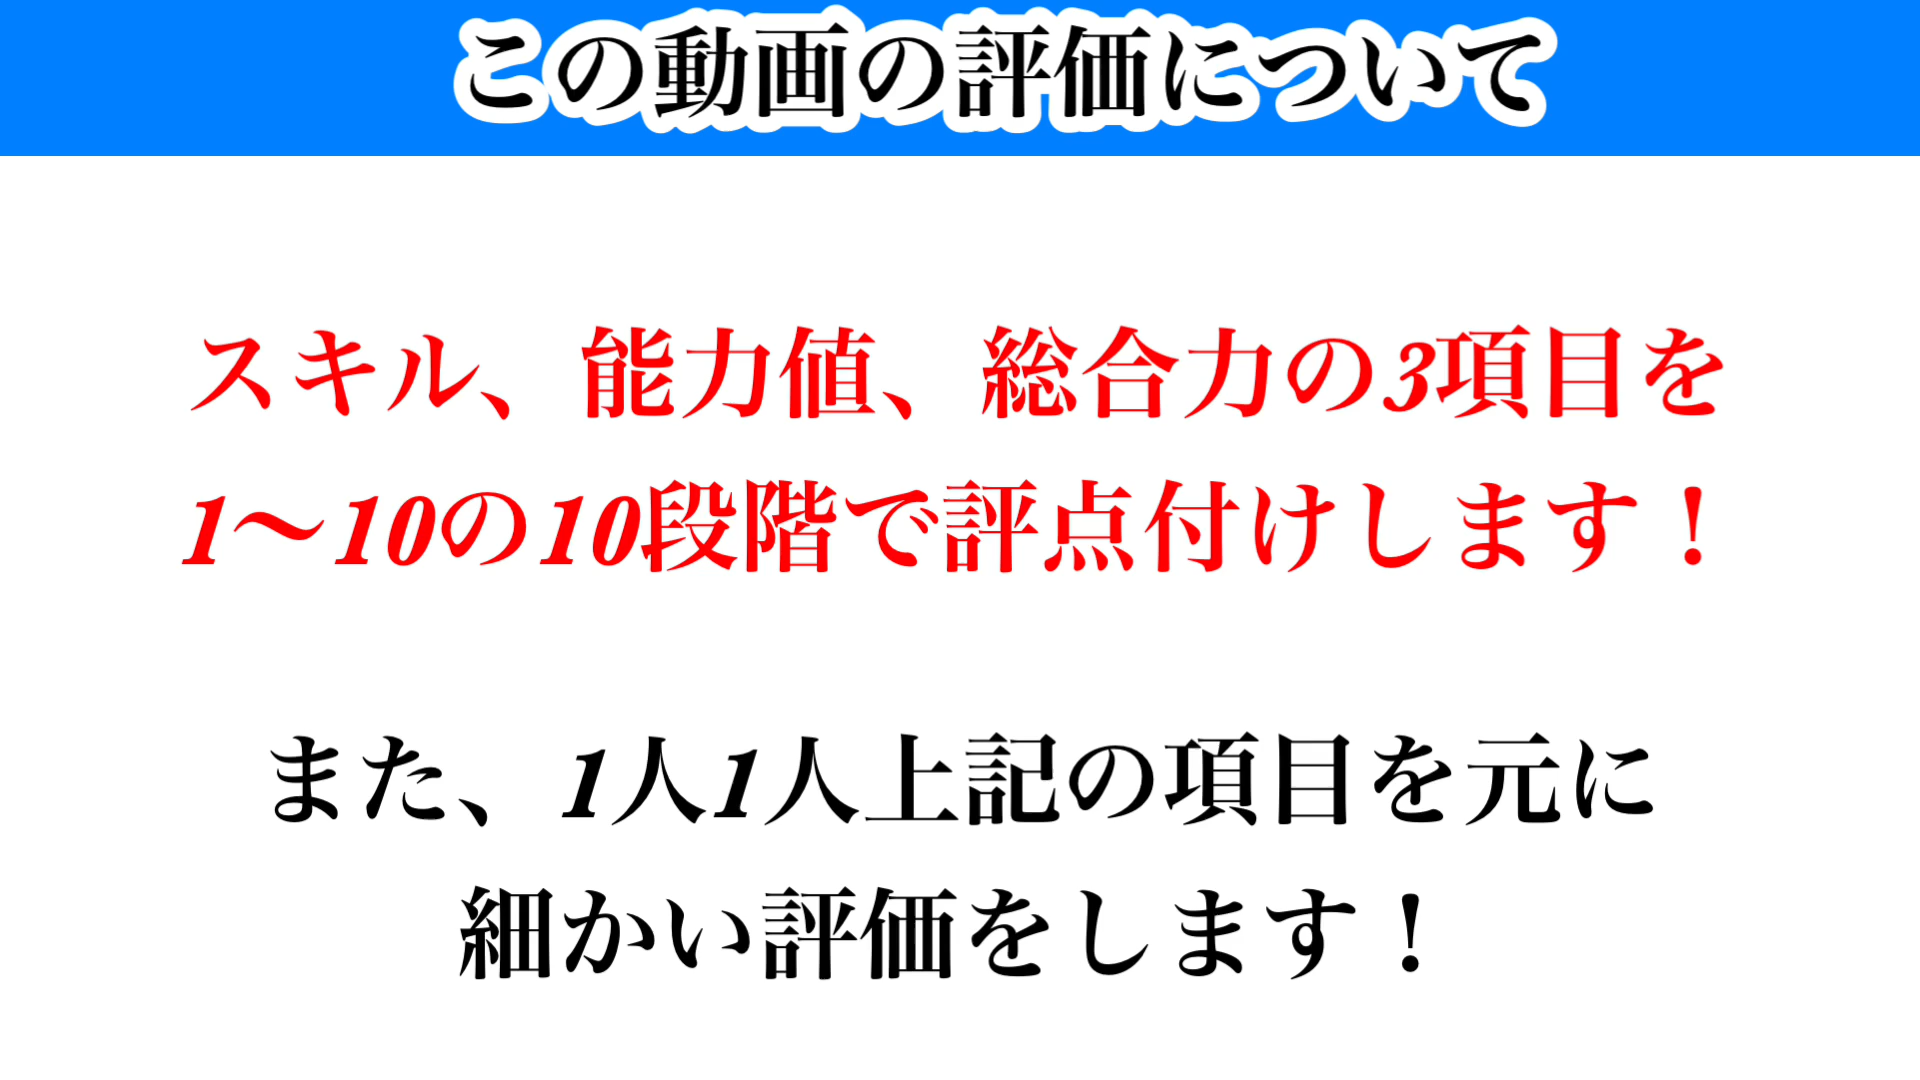 この動画の評価について
スキル、能力値、総合力の3項目を
1〜10の10段階で評点付けします！
また、1人1人上記の項目を元に
細かい評価をします！